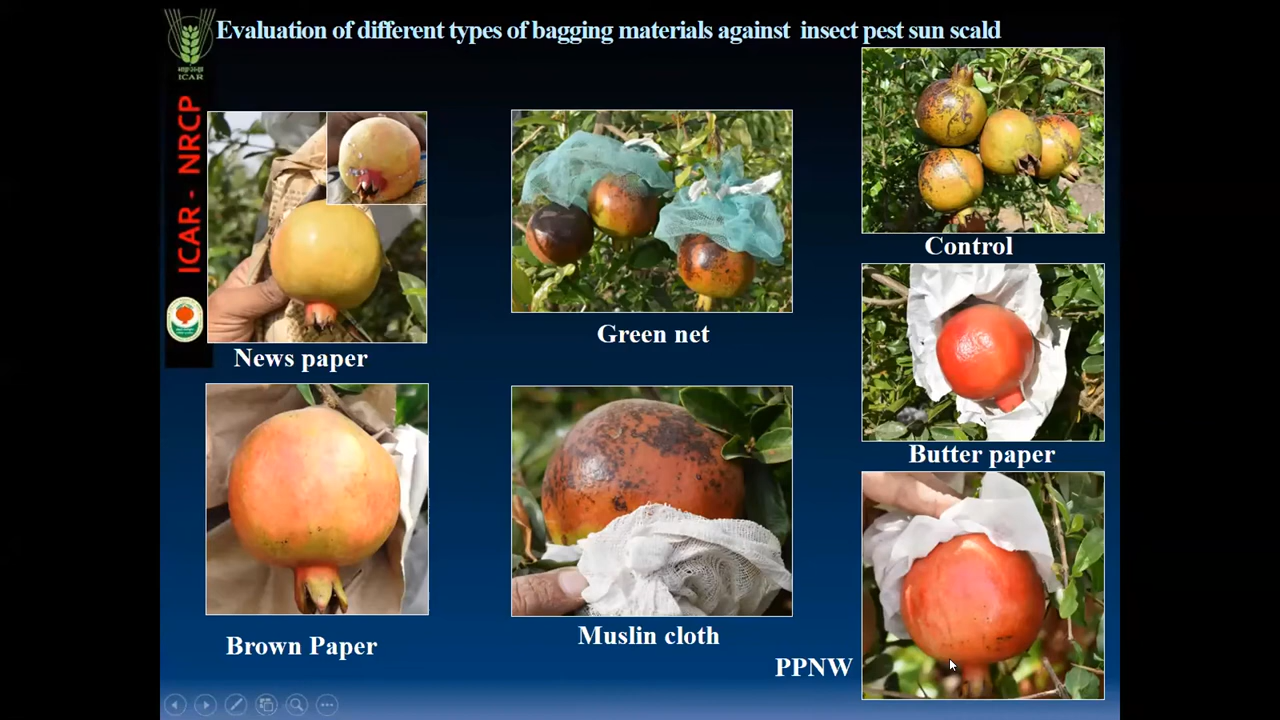 Evaluation of different types of bagging materials against insect pest sun scald
ICAR
ICAR - NRCP
News paper
Green net
Control
Butter paper
Brown Paper
Muslin cloth
PPNW